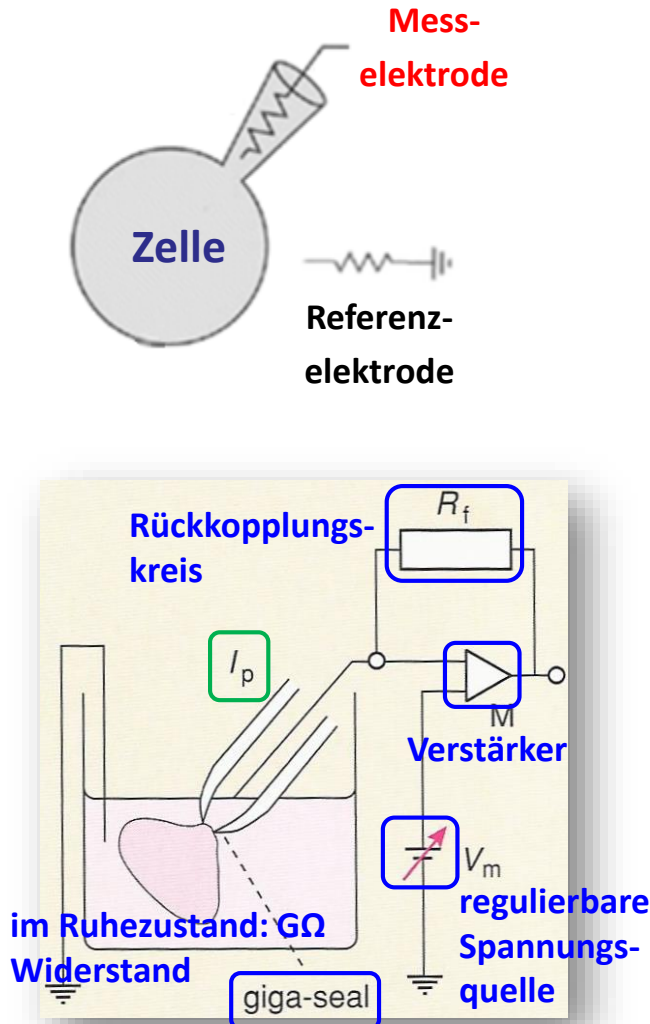 Mess-
elektrode
Zelle
Referenz-
elektrode
Rückkopplungs-
kreis
R_f
I_p
M
Verstärker
V_m
regulierbare
Spannungs-
quelle
im Ruhezustand: GΩ
Widerstand
giga-seal